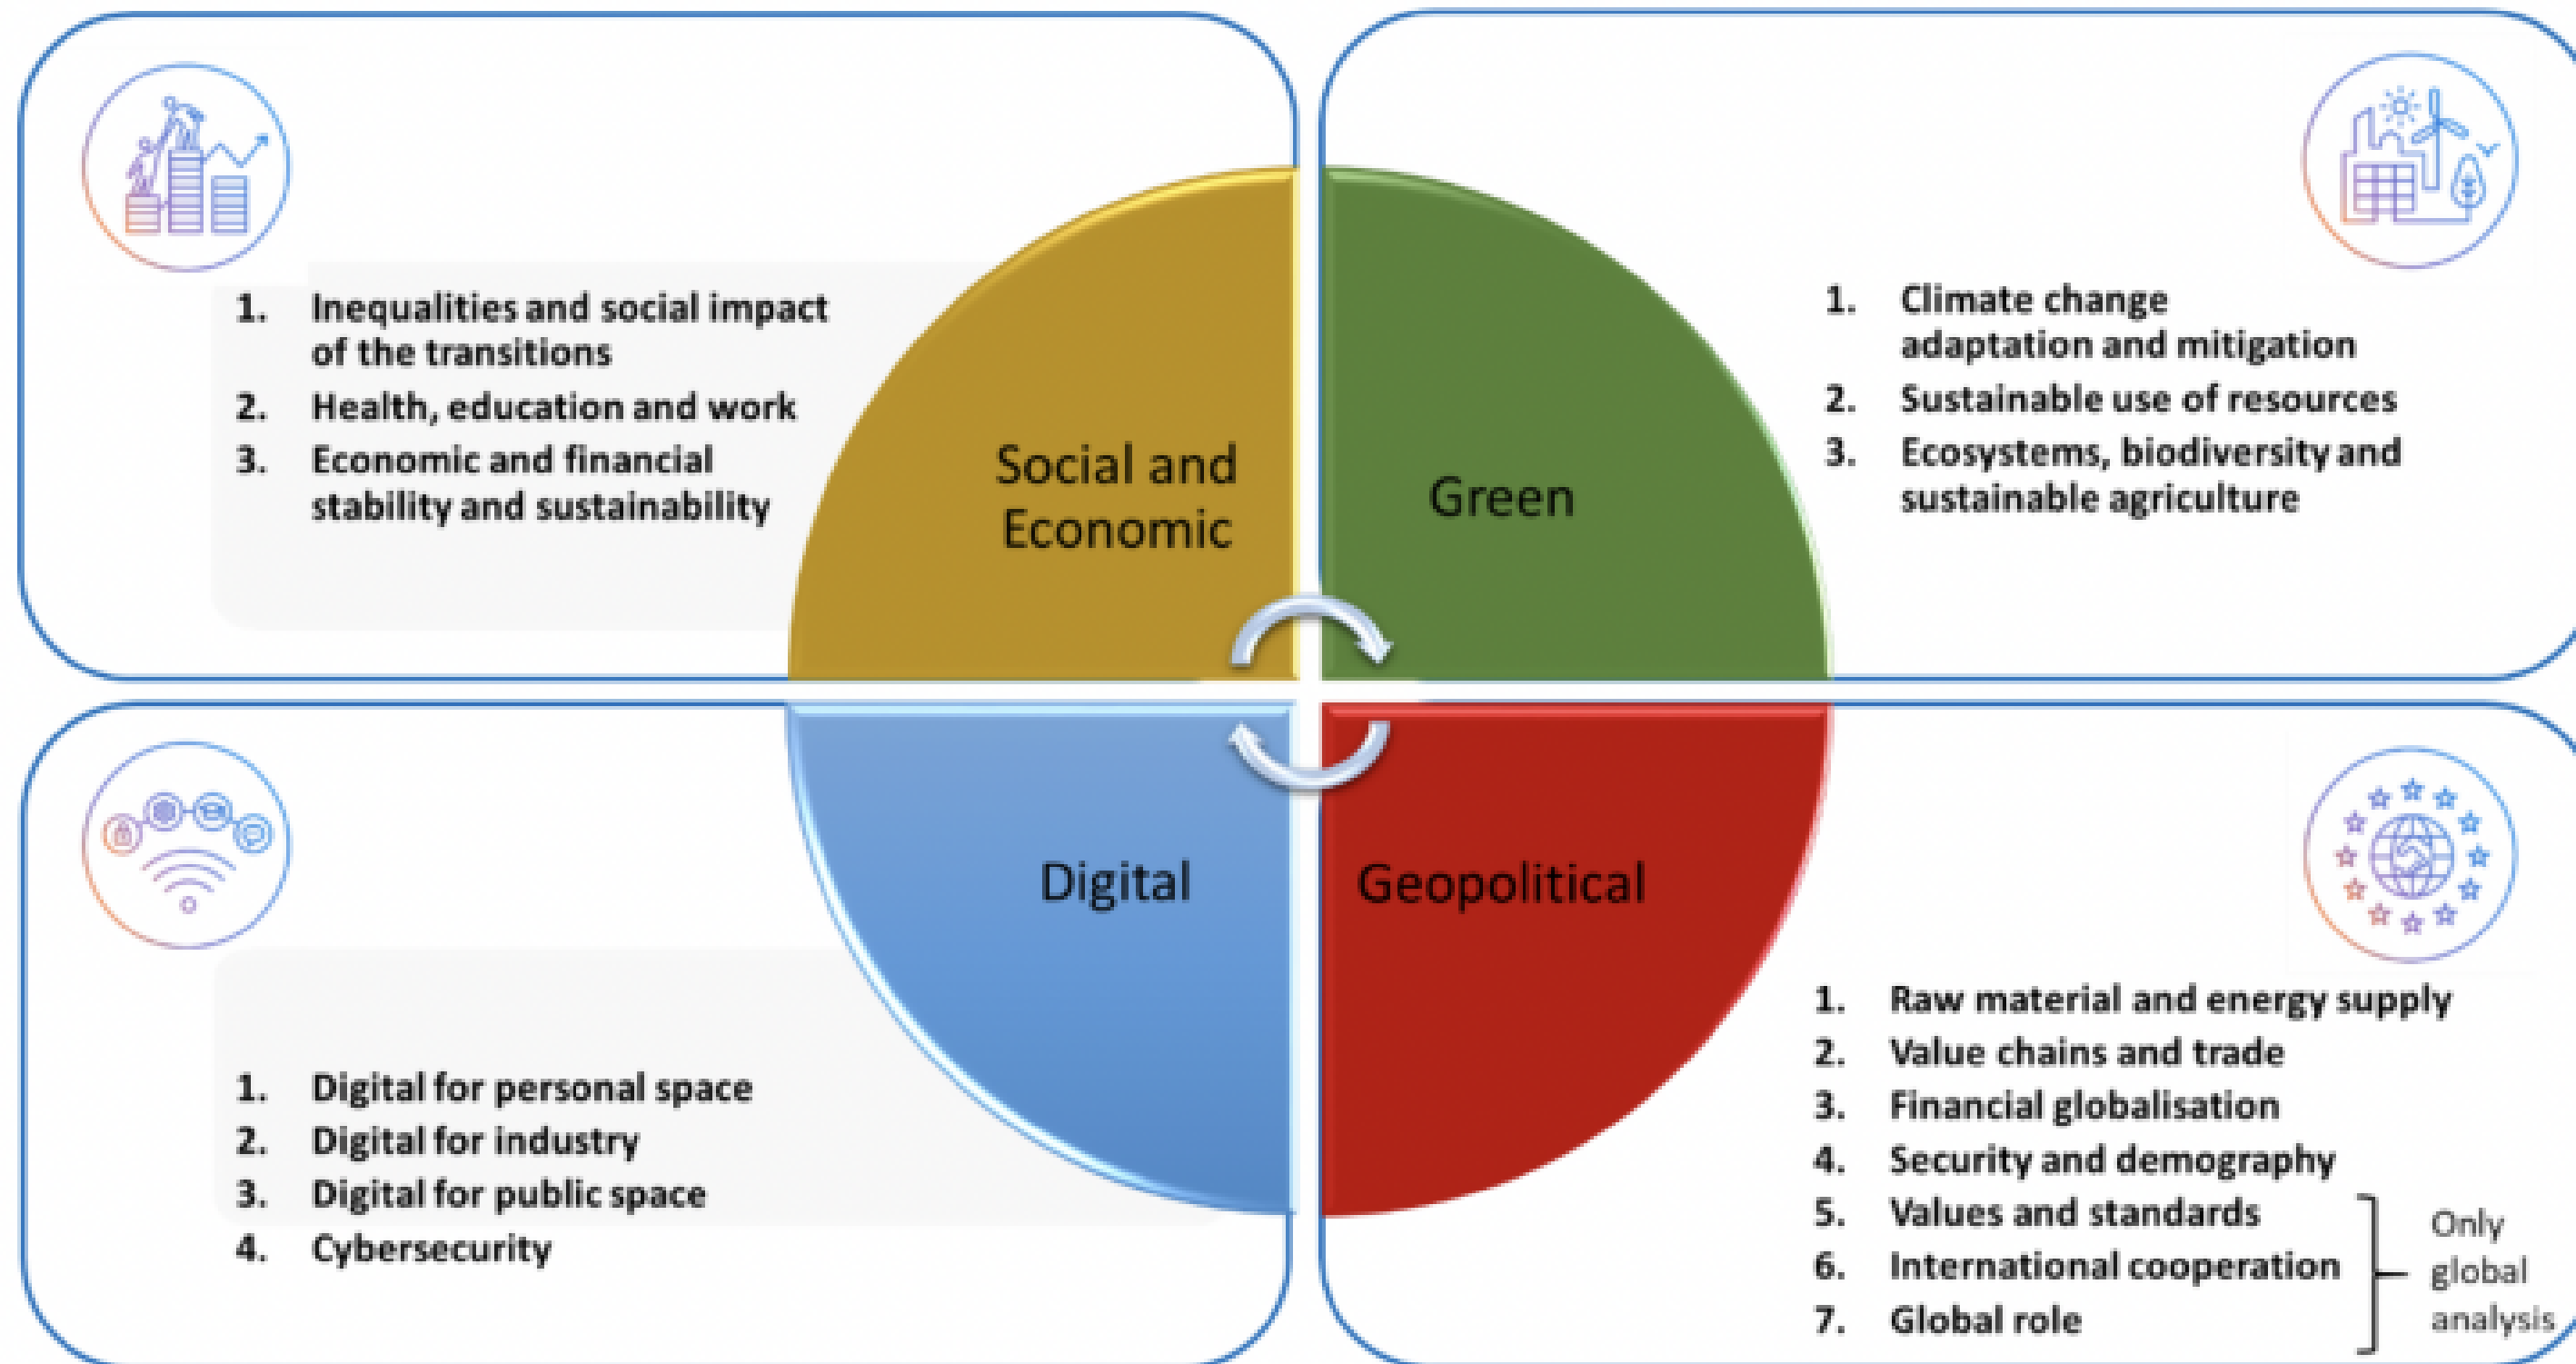 1. Inequalities and social impact
of the transitions
2. Health, education and work
3. Economic and financial
stability and sustainability
Social and
Economic
Green
1. Climate change
adaptation and mitigation
2. Sustainable use of resources
3. Ecosystems, biodiversity and
sustainable agriculture
Digital
1. Digital for personal space
2. Digital for industry
3. Digital for public space
4. Cybersecurity
Geopolitical
1. Raw material and energy supply
2. Value chains and trade
3. Financial globalisation
4. Security and demography
5. Values and standards
6. International cooperation
7. Global role
Only
global
analysis